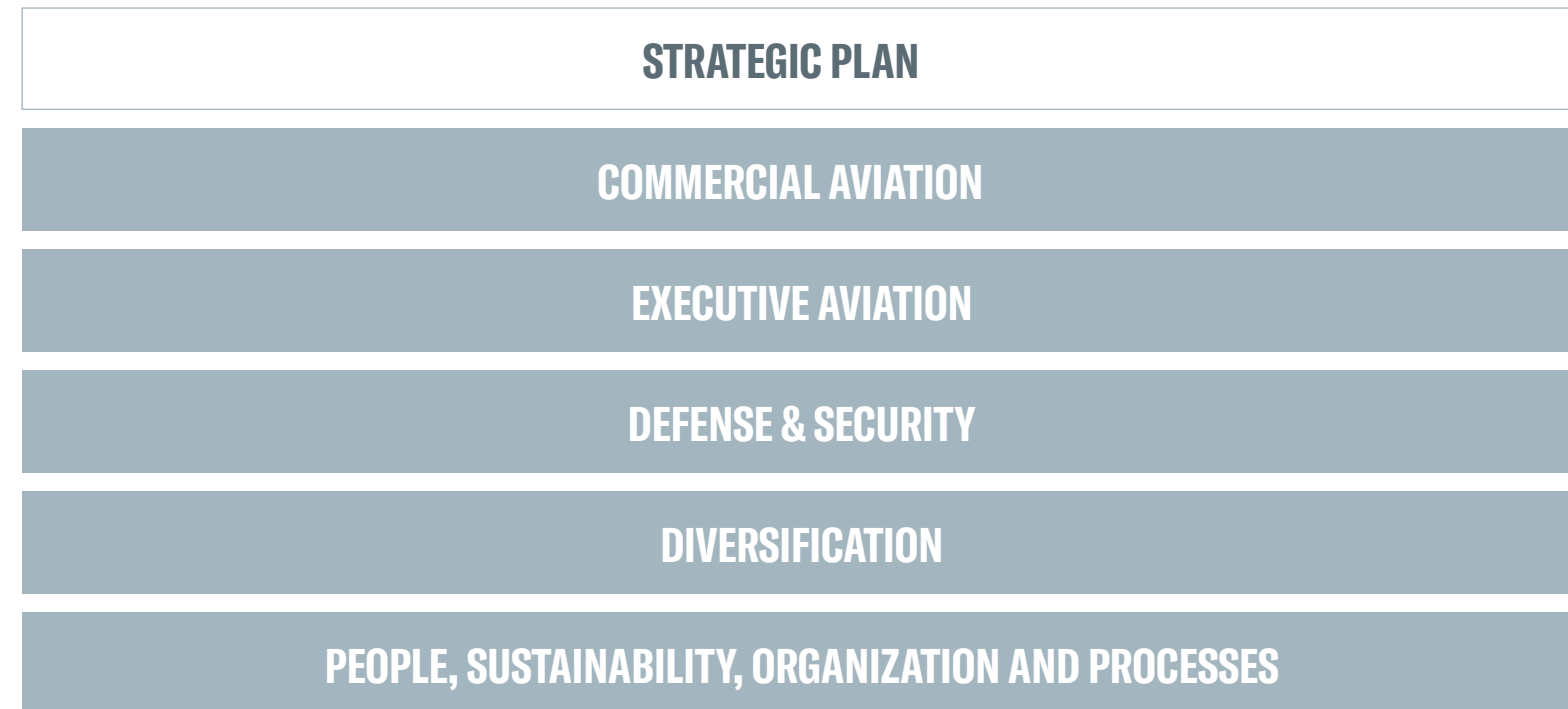 STRATEGIC PLAN
COMMERCIAL AVIATION
EXECUTIVE AVIATION
DEFENSE & SECURITY
DIVERSIFICATION
PEOPLE, SUSTAINABILITY, ORGANIZATION AND PROCESSES